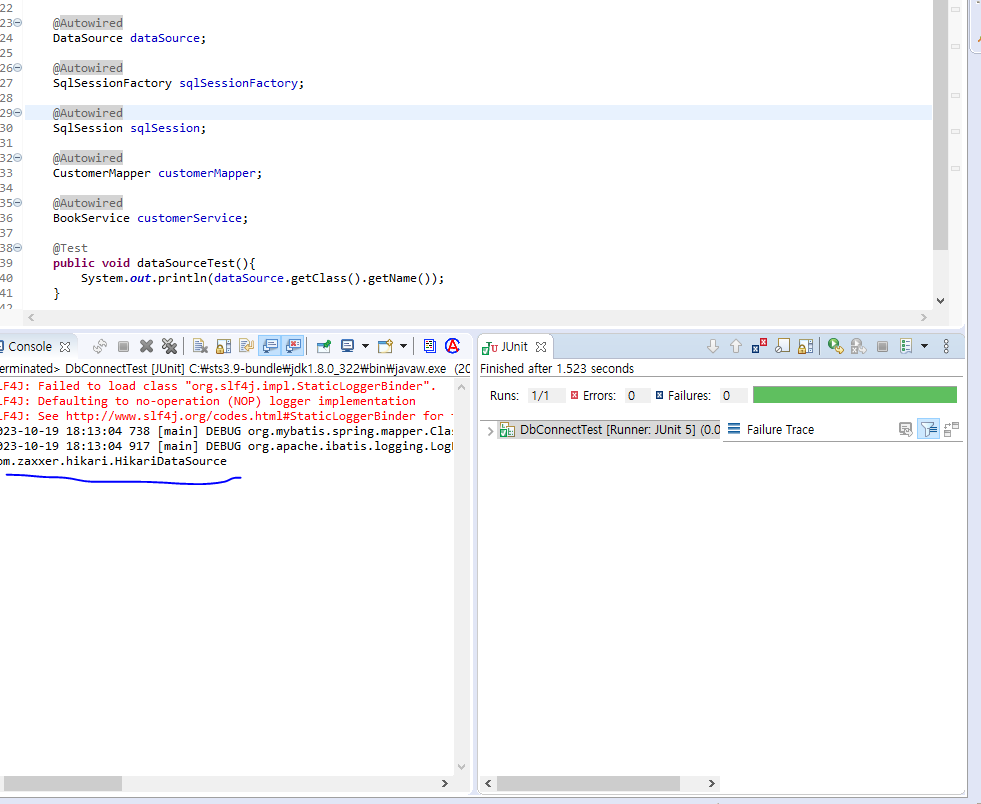 22
23 @Autowired
24 DataSource dataSource;
25
26 @Autowired
27 SqlSessionFactory sqlSessionFactory;
28
29 @Autowired
30 SqlSession sqlSession;
31
32 @Autowired
33 CustomerMapper customerMapper;
34
35 @Autowired
36 BookService customerService;
37
38 @Test
39 public void dataSourceTest(){
40 System.out.println(dataSource.getClass().getName());
41 }
42
Console
erminated> DbConnectTest [JUnit] C:₩sts3.9-bundle₩jdk1.8.0_322₩bin₩javaw.exe (20
LF4J: Failed to load class "org.slf4j.impl.StaticLoggerBinder".
LF4J: Defaulting to no-operation (NOP) logger implementation
LF4J: See http://www.slf4j.org/codes.html#StaticLoggerBinder for
023-10-19 18:13:04 738 [main] DEBUG org.mybatis.spring.mapper.Cla
023-10-19 18:13:04 917 [main] DEBUG org.apache.ibatis.logging.Log
om.zaxxer.hikari.HikariDataSource
JUnit
Finished after 1.523 seconds
Runs: 1/1 Errors: 0 Failures: 0
DbConnectTest [Runner: JUnit 5] (0.0
Failure Trace